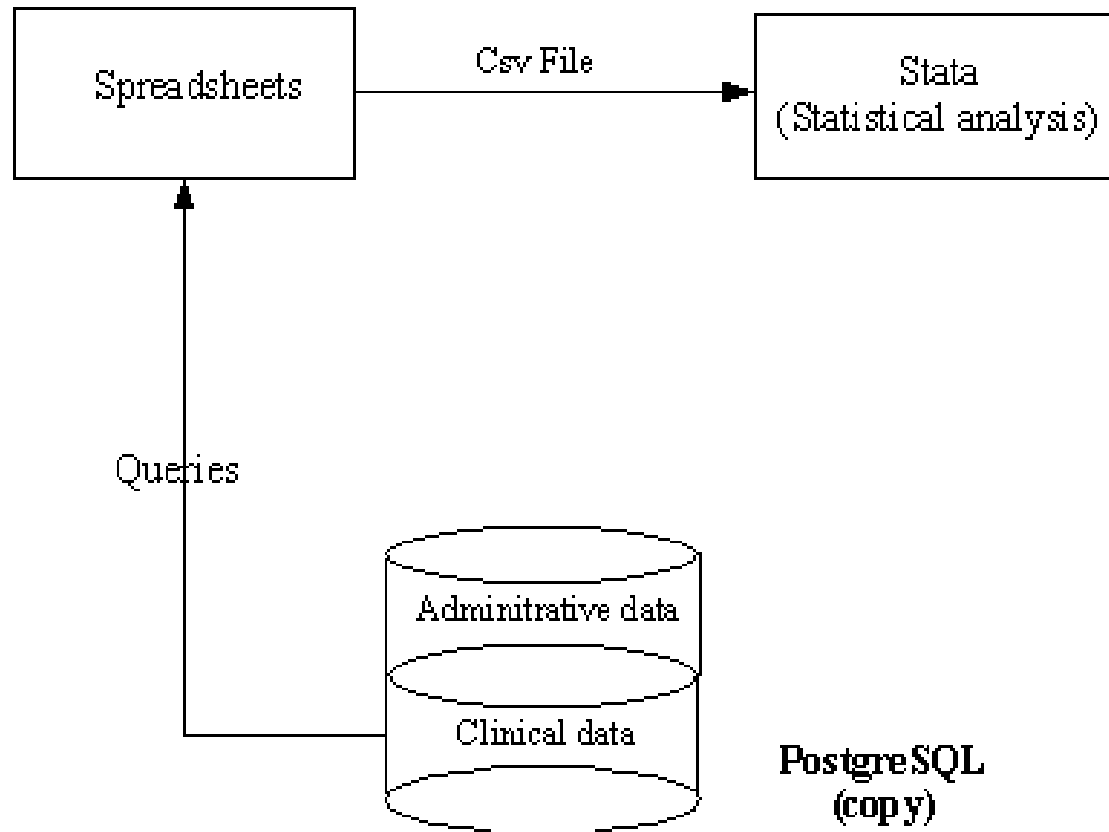 Spreadsheets
Csv File
Stata
(Statistical analysis)
Queries
Adminitrative data
Clinical data
PostgreSQL
(copy)